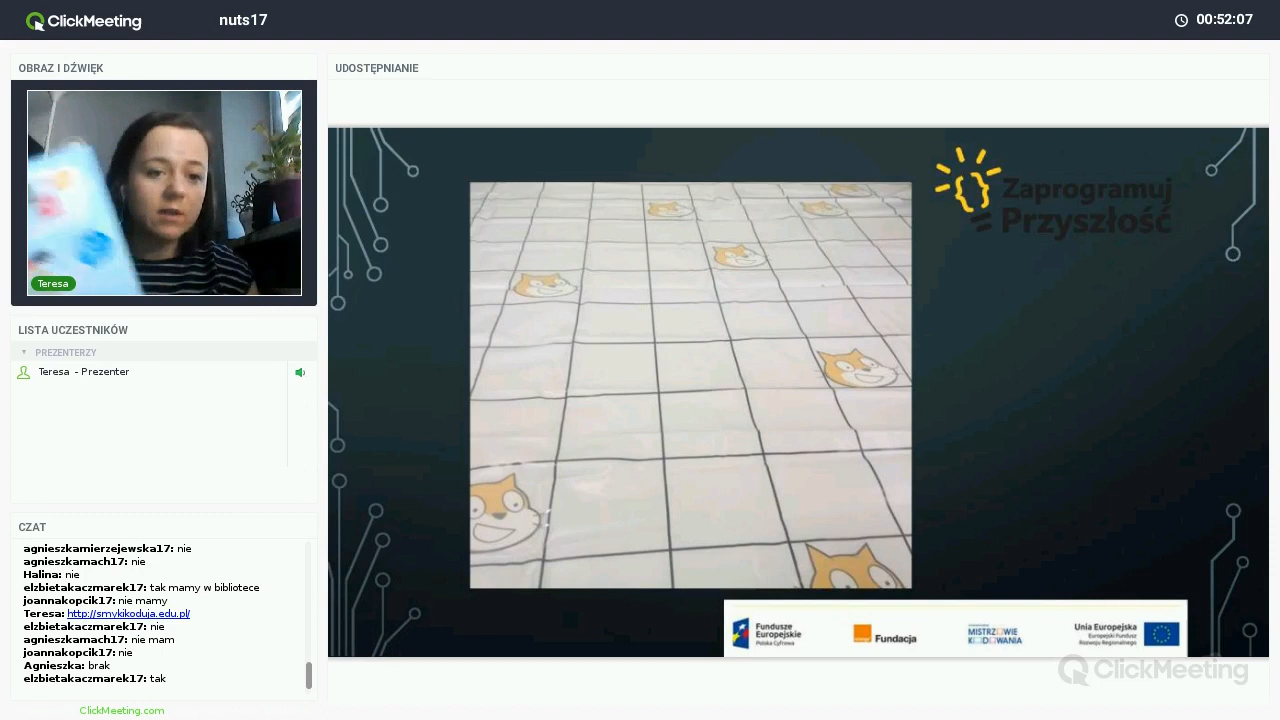 ClickMeeting
nuts17
00:52:07
OBRAZ I DŹWIĘK
UDOSTĘPNIANIE
Teresa
LISTA UCZESTNIKÓW
PREZENTERZY
Teresa - Prezenter
CZAT
agnieszkamierzejewska17: nie
agnieszkamach17: nie
Halina: nie
elzbietakaczmarek17: tak mamy w bibliotece
joannakopcik17: nie mamy
Teresa: http://smykikoduja.edu.pl/
elzbietakaczmarek17: nie
agnieszkamach17: nie mam
joannakopcik17: nie
Agnieszka: brak
elzbietakaczmarek17: tak
ClickMeeting.com
Zaprogramuj
Przyszłość
Fundusze
Europejskie
Polska Cyfrowa
Fundacja
MISTRZOWIE
KODOWANIA
Unia Europejska
Europejski Fundusz
Rozwoju Regionalnego
ClickMeeting